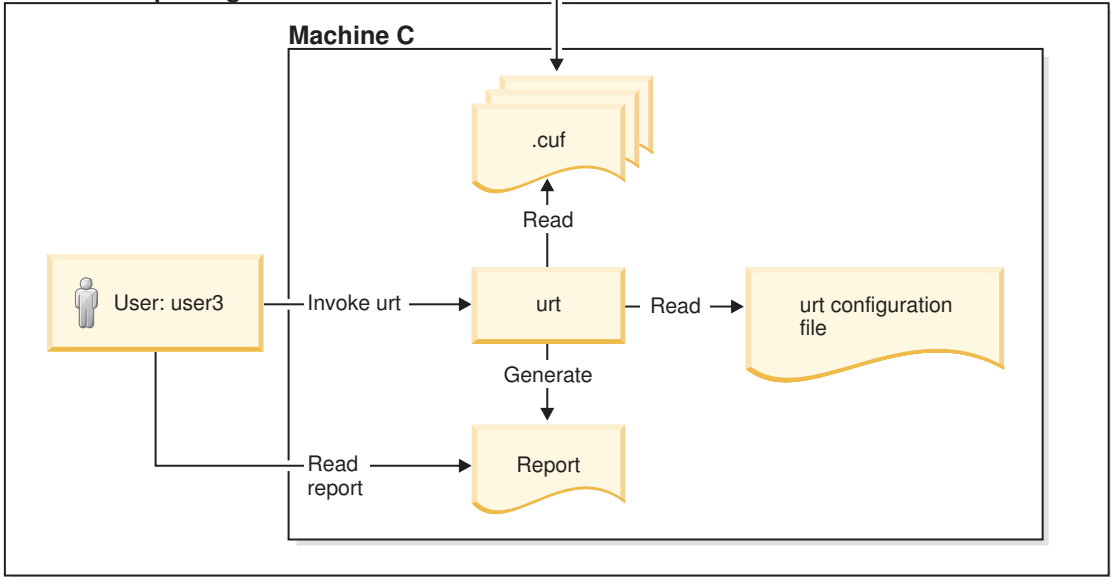 Machine C
.cuf
Read
User: user3
Invoke urt
urt
Read
urt configuration
file
Generate
Read
report
Report